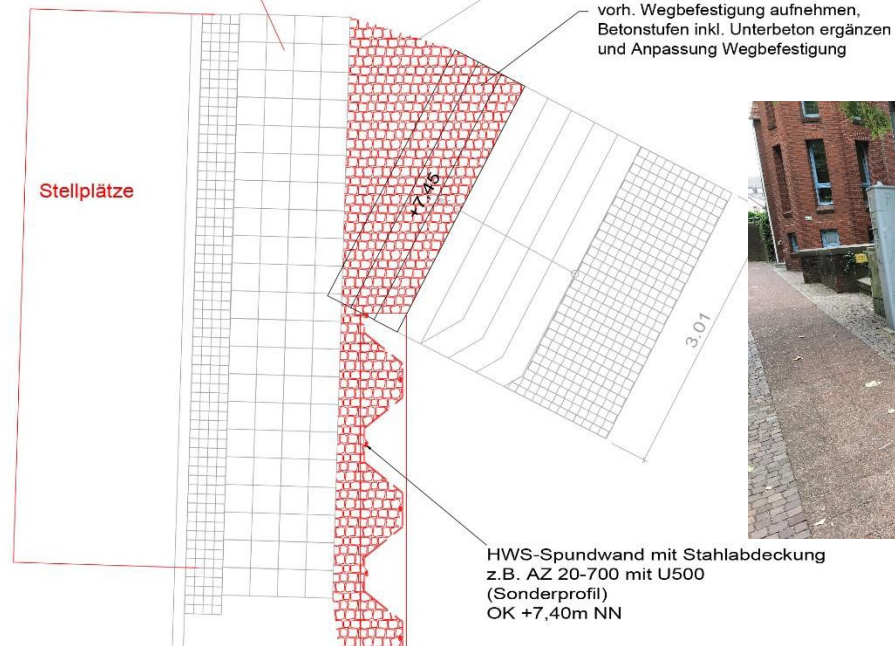 vorh. Wegbefestigung aufnehmen,
Betonstufen inkl. Unterbeton ergänzen
und Anpassung Wegbefestigung
Stellplätze
+7,45
3.01
HWS-Spundwand mit Stahlabdeckung
z.B. AZ 20-700 mit U500
(Sonderprofil)
OK +7,40m NN